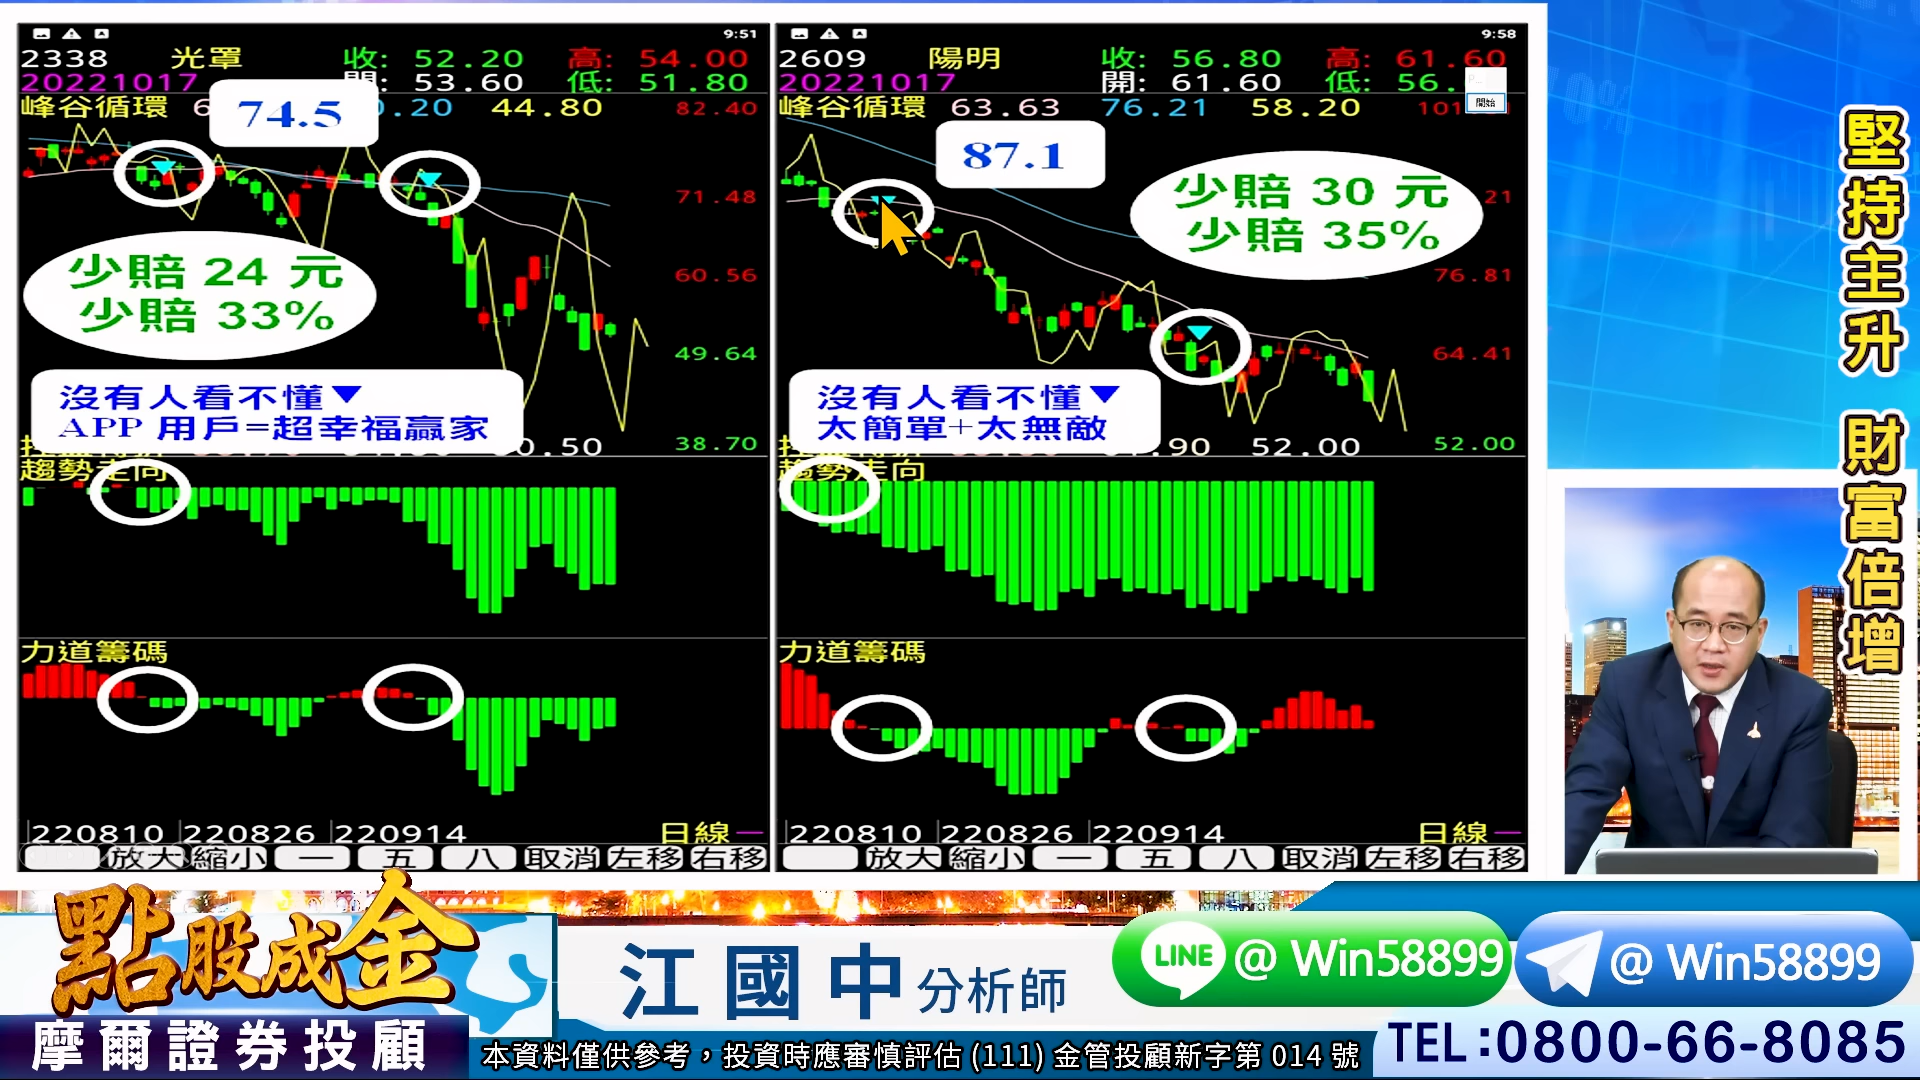 9:51
2338 光罩 收: 52.20 高: 54.00
20221017 開: 53.60 低: 51.80
峰谷循環 6 0.20 44.80 82.40
74.5
71.48
少賠 24 元
少賠 33%
60.56
49.64
沒有人看不懂▼
APP 用戶=超幸福贏家
0.50 38.70
趨勢走向
力道籌碼
220810 220826 220914 日線
放大 縮小 一 五 八 取消 左移 右移
9:58
2609 陽明 收: 56.80 高: 61.60
20221017 開: 61.60 低: 56.
開始
峰谷循環 63.63 76.21 58.20 101
87.1
少賠 30 元
少賠 35%
21
76.81
64.41
沒有人看不懂▼
太簡單+太無敵
.90 52.00 52.00
趨勢走向
力道籌碼
220810 220826 220914 日線
放大 縮小 一 五 八 取消 左移 右移
堅持主升 財富倍增
點股成金
摩爾證券投顧
江國中 分析師
LINE @ Win58899
@ Win58899
TEL:0800-66-8085
本資料僅供參考，投資時應審慎評估 (111) 金管投顧新字第 014 號